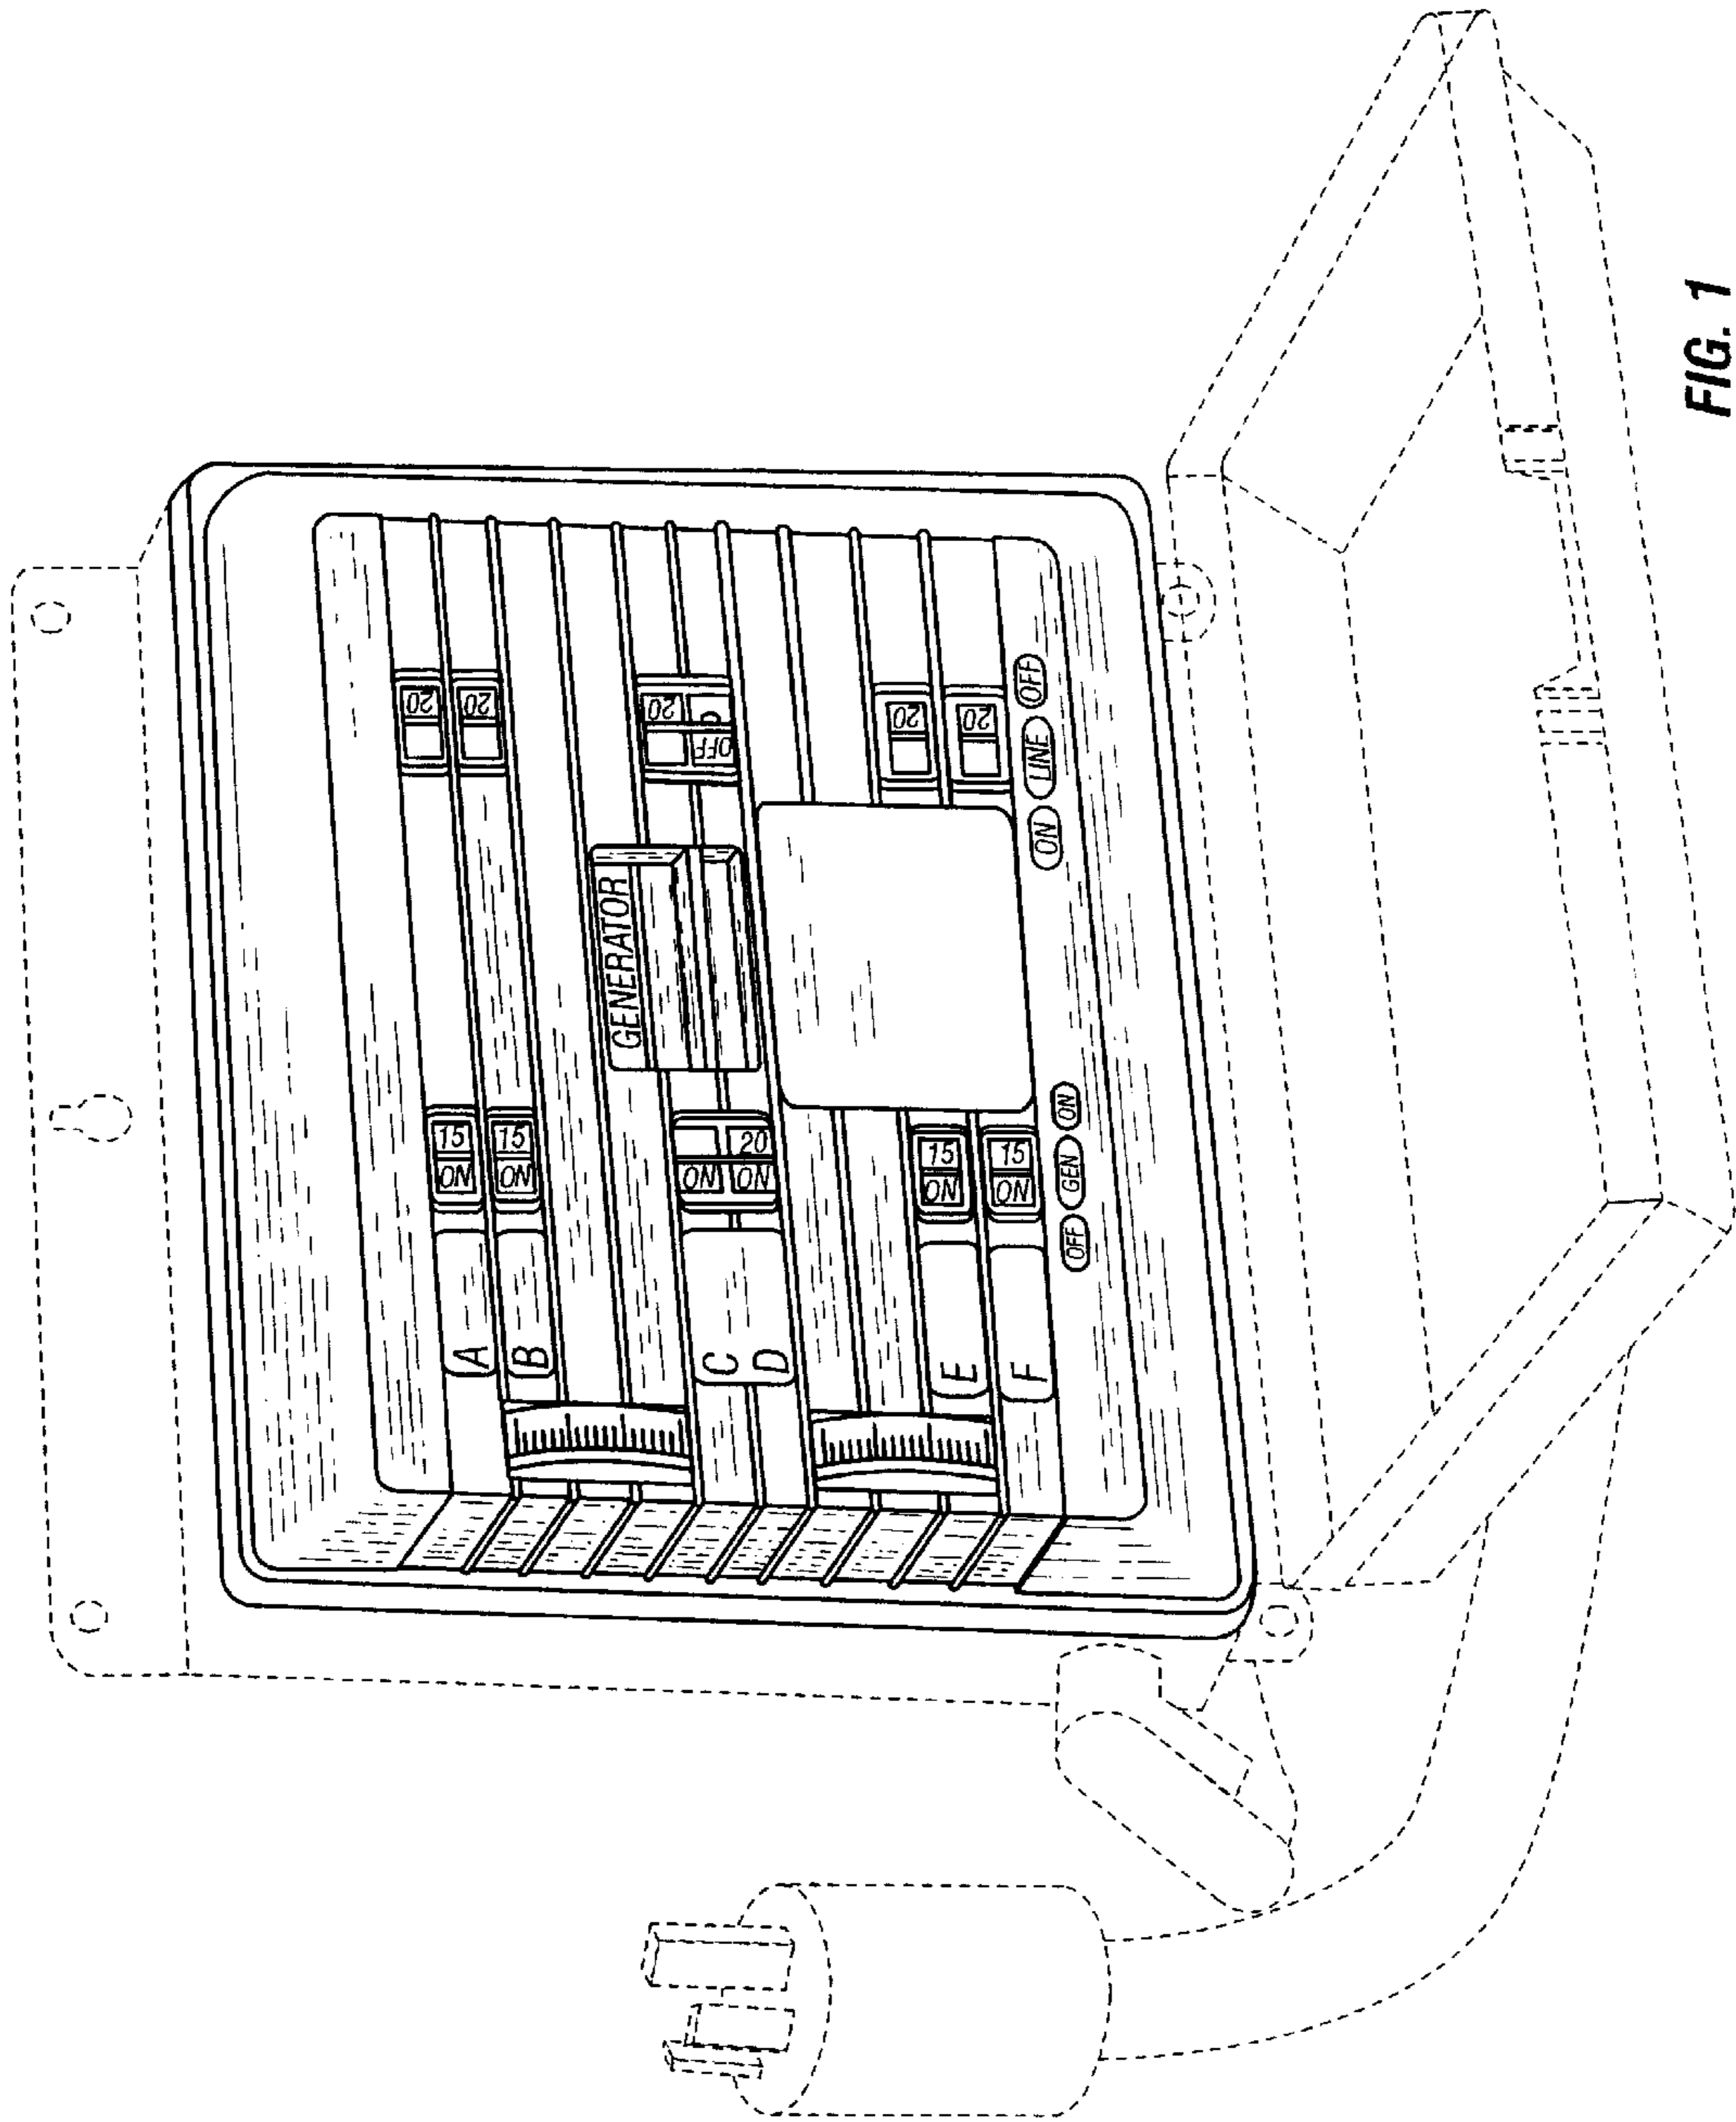 A 15 ON 20
B 15 ON 20
GENERATOR
C ON 20
D 20 ON OFF
E 15 ON 20
F 15 ON 20
OFF GEN ON ON LINE OFF
FIG. 1